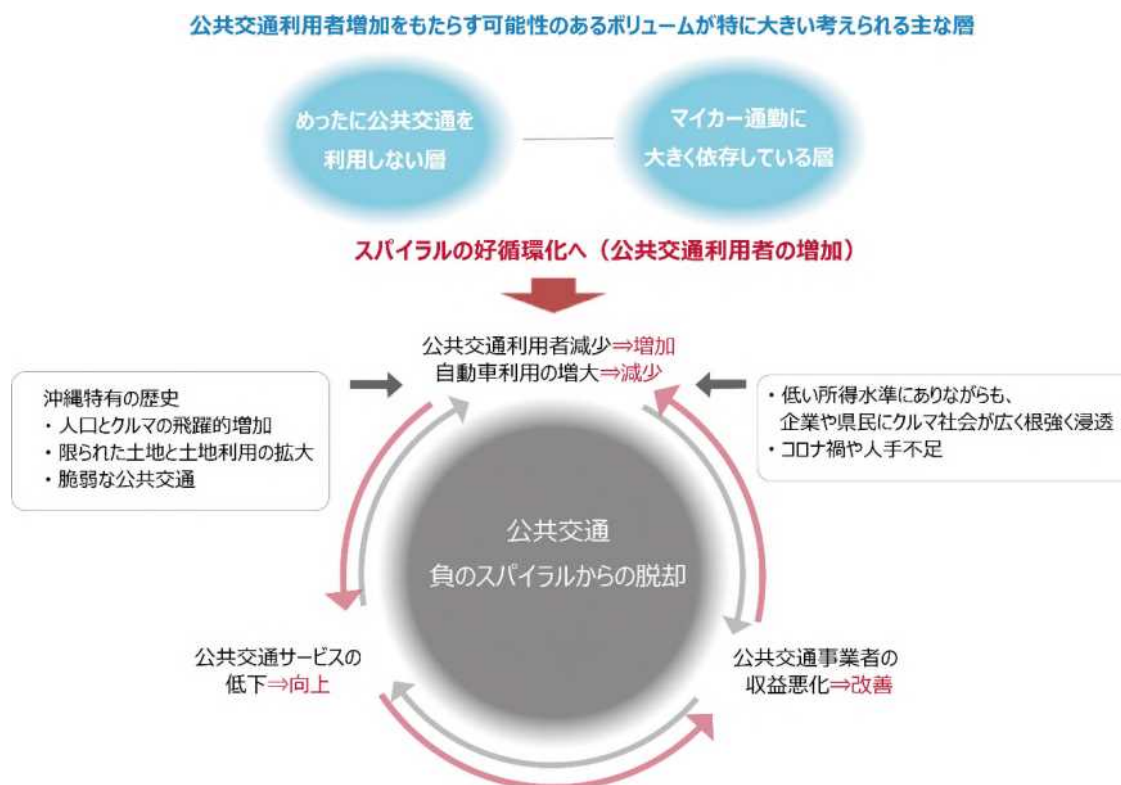 公共交通利用者増加をもたらす可能性のあるボリュームが特に大きい考えられる主な層
めったに公共交通を
利用しない層
マイカー通勤に
大きく依存している層
スパイラルの好循環化へ（公共交通利用者の増加）
公共交通利用者減少⇒増加
自動車利用の増大⇒減少
沖縄特有の歴史
・人口とクルマの飛躍的増加
・限られた土地と土地利用の拡大
・脆弱な公共交通
・低い所得水準にありながらも、
企業や県民にクルマ社会が広く根強く浸透
・コロナ禍や人手不足
公共交通
負のスパイラルからの脱却
公共交通サービスの
低下⇒向上
公共交通事業者の
収益悪化⇒改善